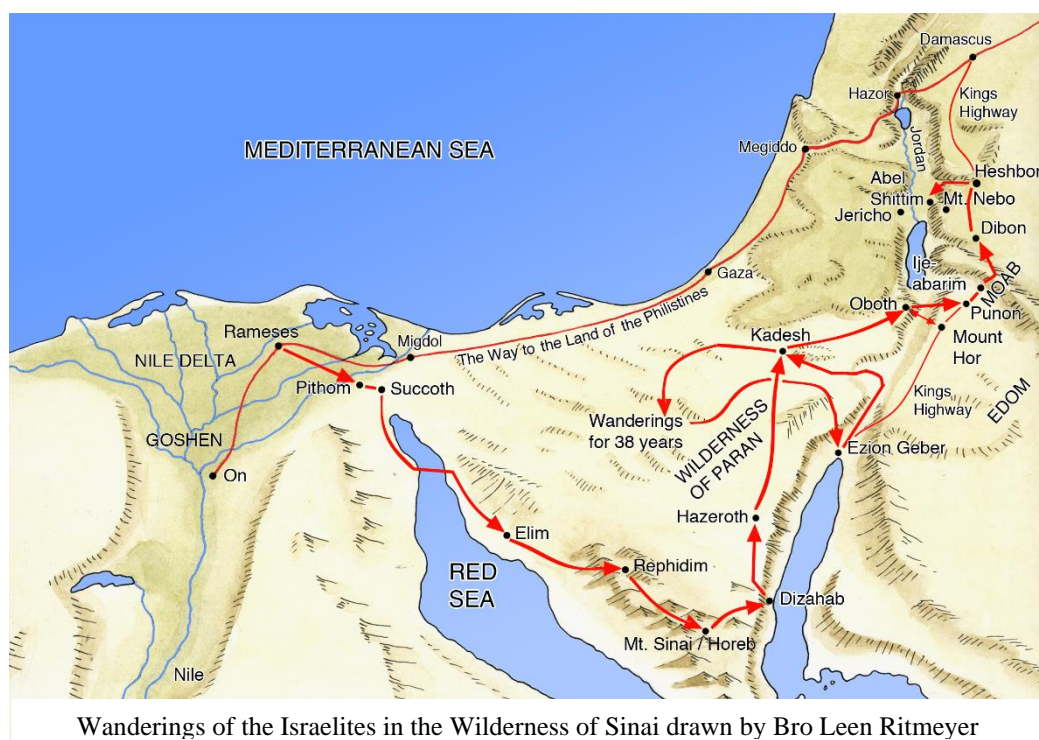 Damascus
Hazor
Kings
Highway
MEDITERRANEAN SEA
Megiddo
Jordan
Abel
Shittim
Heshbon
Mt. Nebo
Jericho
Dibon
Gaza
Ije-
abarim
MOAB
Oboth
Punon
Rameses
Migdol
The Way to the Land of the Philistines
Kadesh
Mount
Hor
NILE DELTA
Pithom
Succoth
Kings
Highway
EDOM
Wanderings
for 38 years
WILDERNESS
OF PARAN
GOSHEN
Ezion Geber
On
Hazeroth
Elim
RED
SEA
Rephidim
Dizahab
Mt. Sinai / Horeb
Nile
Wanderings of the Israelites in the Wilderness of Sinai drawn by Bro Leen Ritmeyer